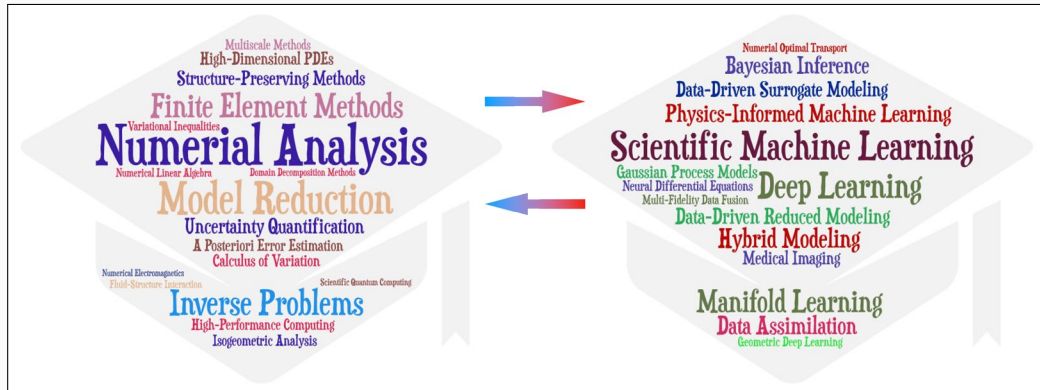 Multiscale Methods
High-Dimensional PDEs
Structure-Preserving Methods
Finite Element Methods
Variational Inequalities
Numerial Analysis
Numerical Linear Algebra
Domain Decomposition Methods
Model Reduction
Uncertainty Quantification
A Posteriori Error Estimation
Calculus of Variation
Numerical Electromagnetics
Fluid-Structure Interaction
Scientific Quantum Computing
Inverse Problems
High-Performance Computing
Isogeometric Analysis
Numerial Optimal Transport
Bayesian Inference
Data-Driven Surrogate Modeling
Physics-Informed Machine Learning
Scientific Machine Learning
Gaussian Process Models
Neural Differential Equations
Deep Learning
Multi-Fidelity Data Fusion
Data-Driven Reduced Modeling
Hybrid Modeling
Medical Imaging
Manifold Learning
Data Assimilation
Geometric Deep Learning